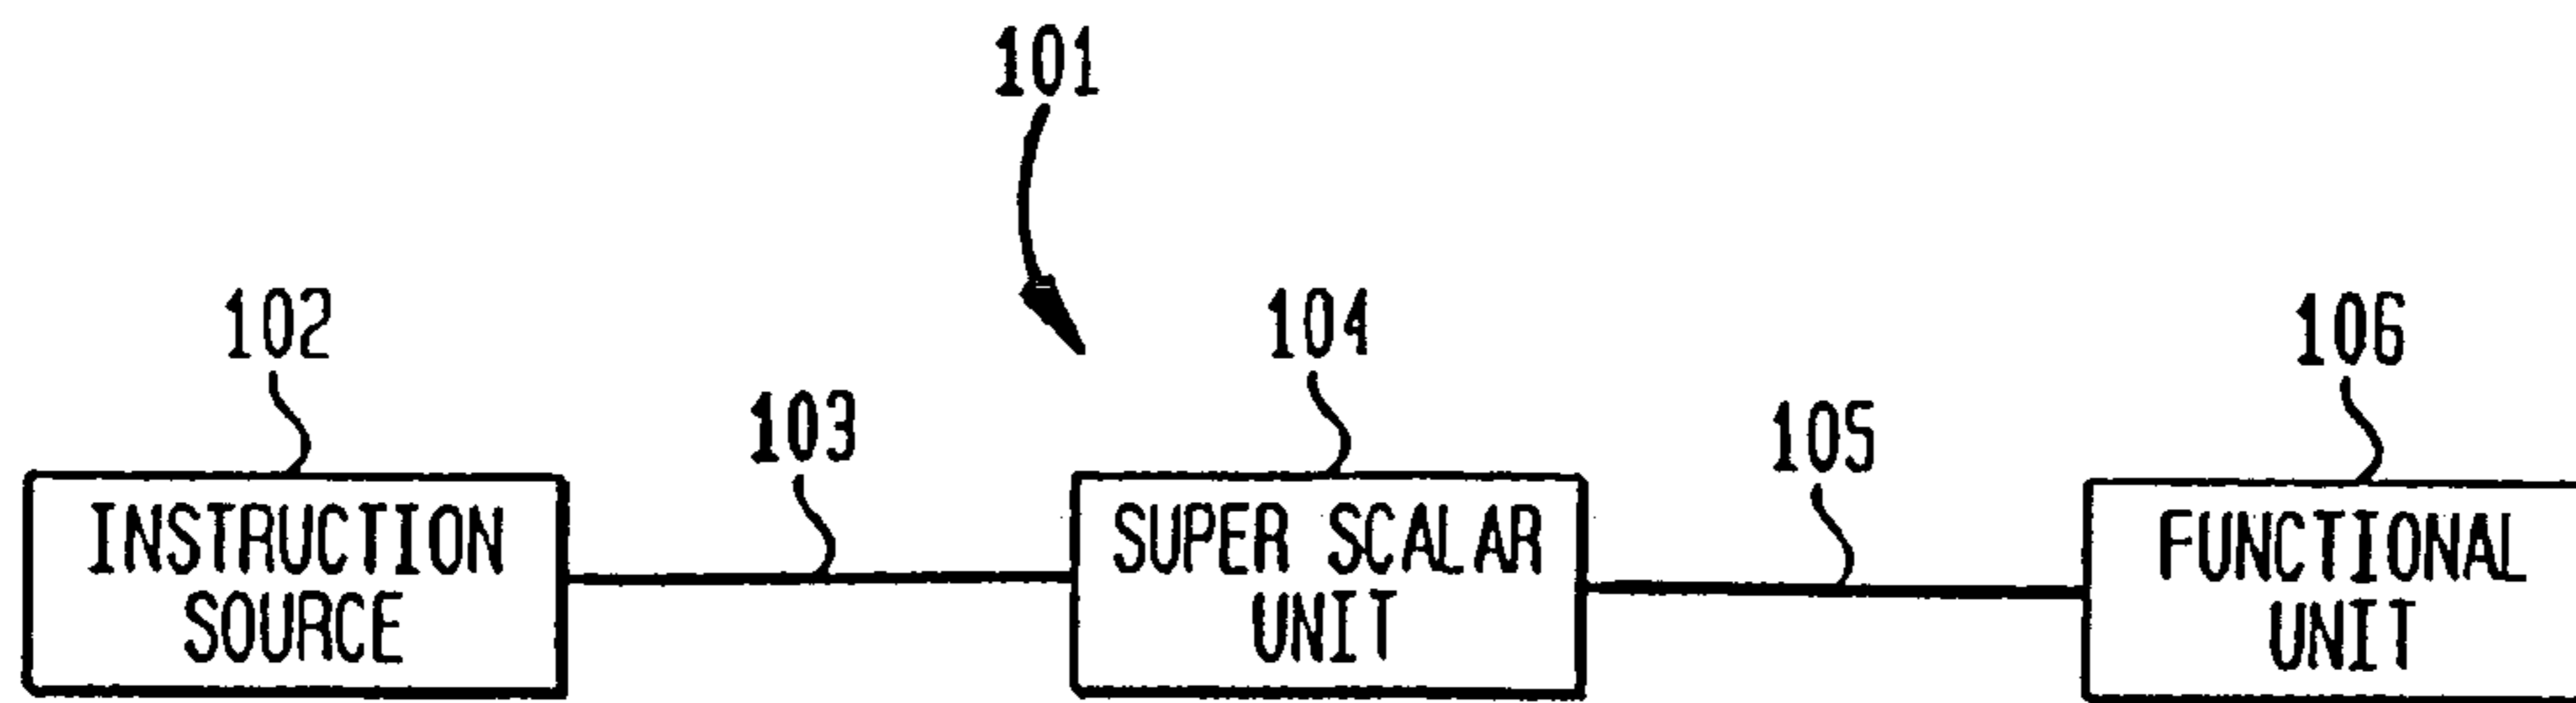 101
102
104
106
103
105
INSTRUCTION
SOURCE
SUPER SCALAR
UNIT
FUNCTIONAL
UNIT